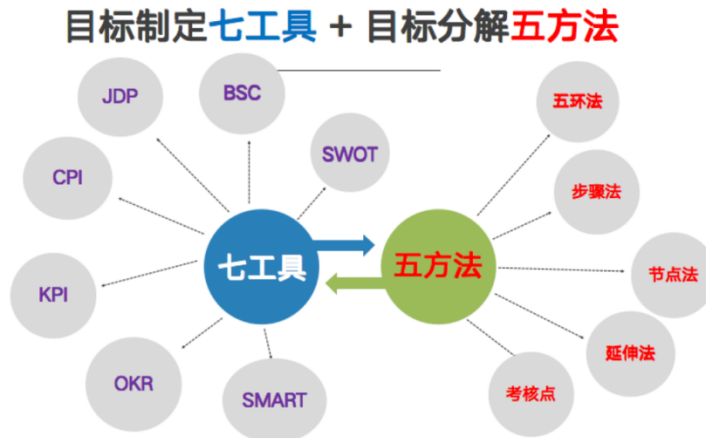 目标制定七工具 + 目标分解五方法
JDP
BSC
SWOT
CPI
KPI
OKR
SMART
七工具
五方法
五环法
步骤法
节点法
延伸法
考核点